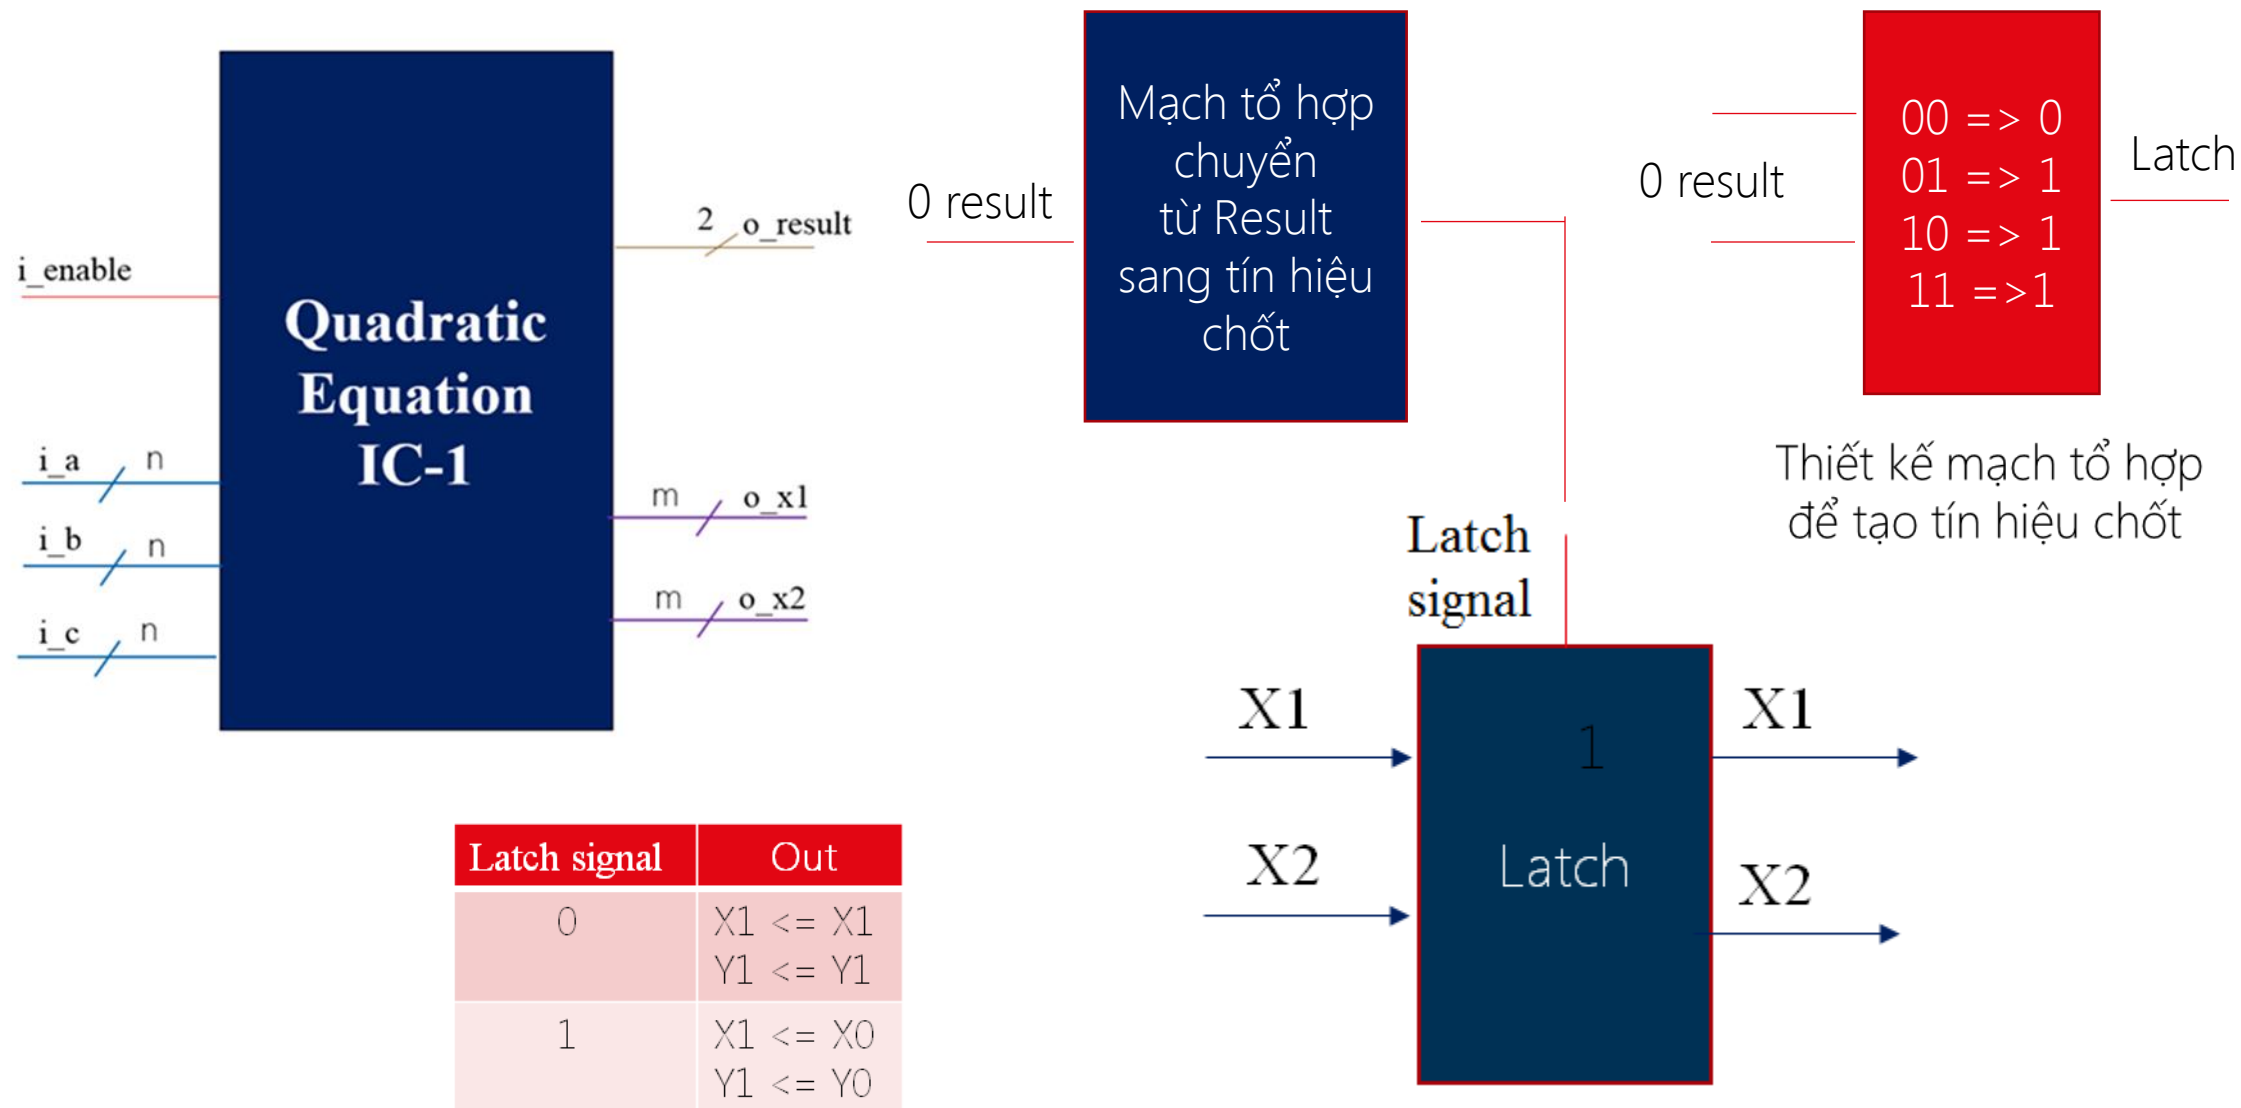 i_enable
i_a
n
i_b
n
i_c
n
Quadratic
Equation
IC-1
2
o_result
m
o_x1
m
o_x2
0 result
Mạch tổ hợp
chuyển
từ Result
sang tín hiệu
chốt
0 result
00 => 0
01 => 1
10 => 1
11 =>1
Latch
Thiết kế mạch tổ hợp
để tạo tín hiệu chốt
Latch
signal
X1
X2
1
Latch
X1
X2
Latch signal
Out
0
X1 <= X1
Y1 <= Y1
1
X1 <= X0
Y1 <= Y0